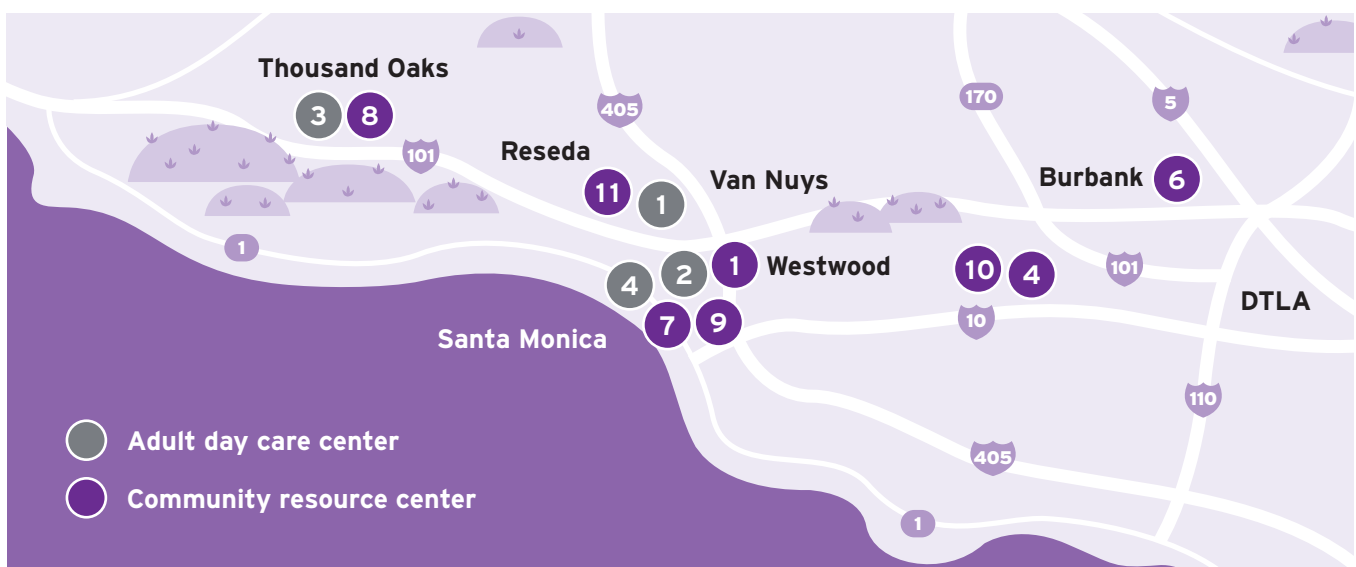 Thousand Oaks
3
8
405
170
5
101
Reseda
Van Nuys
Burbank
6
11
1
1
4
2
1
Westwood
10
4
101
DTLA
7
9
10
Santa Monica
110
Adult day care center
405
Community resource center
1